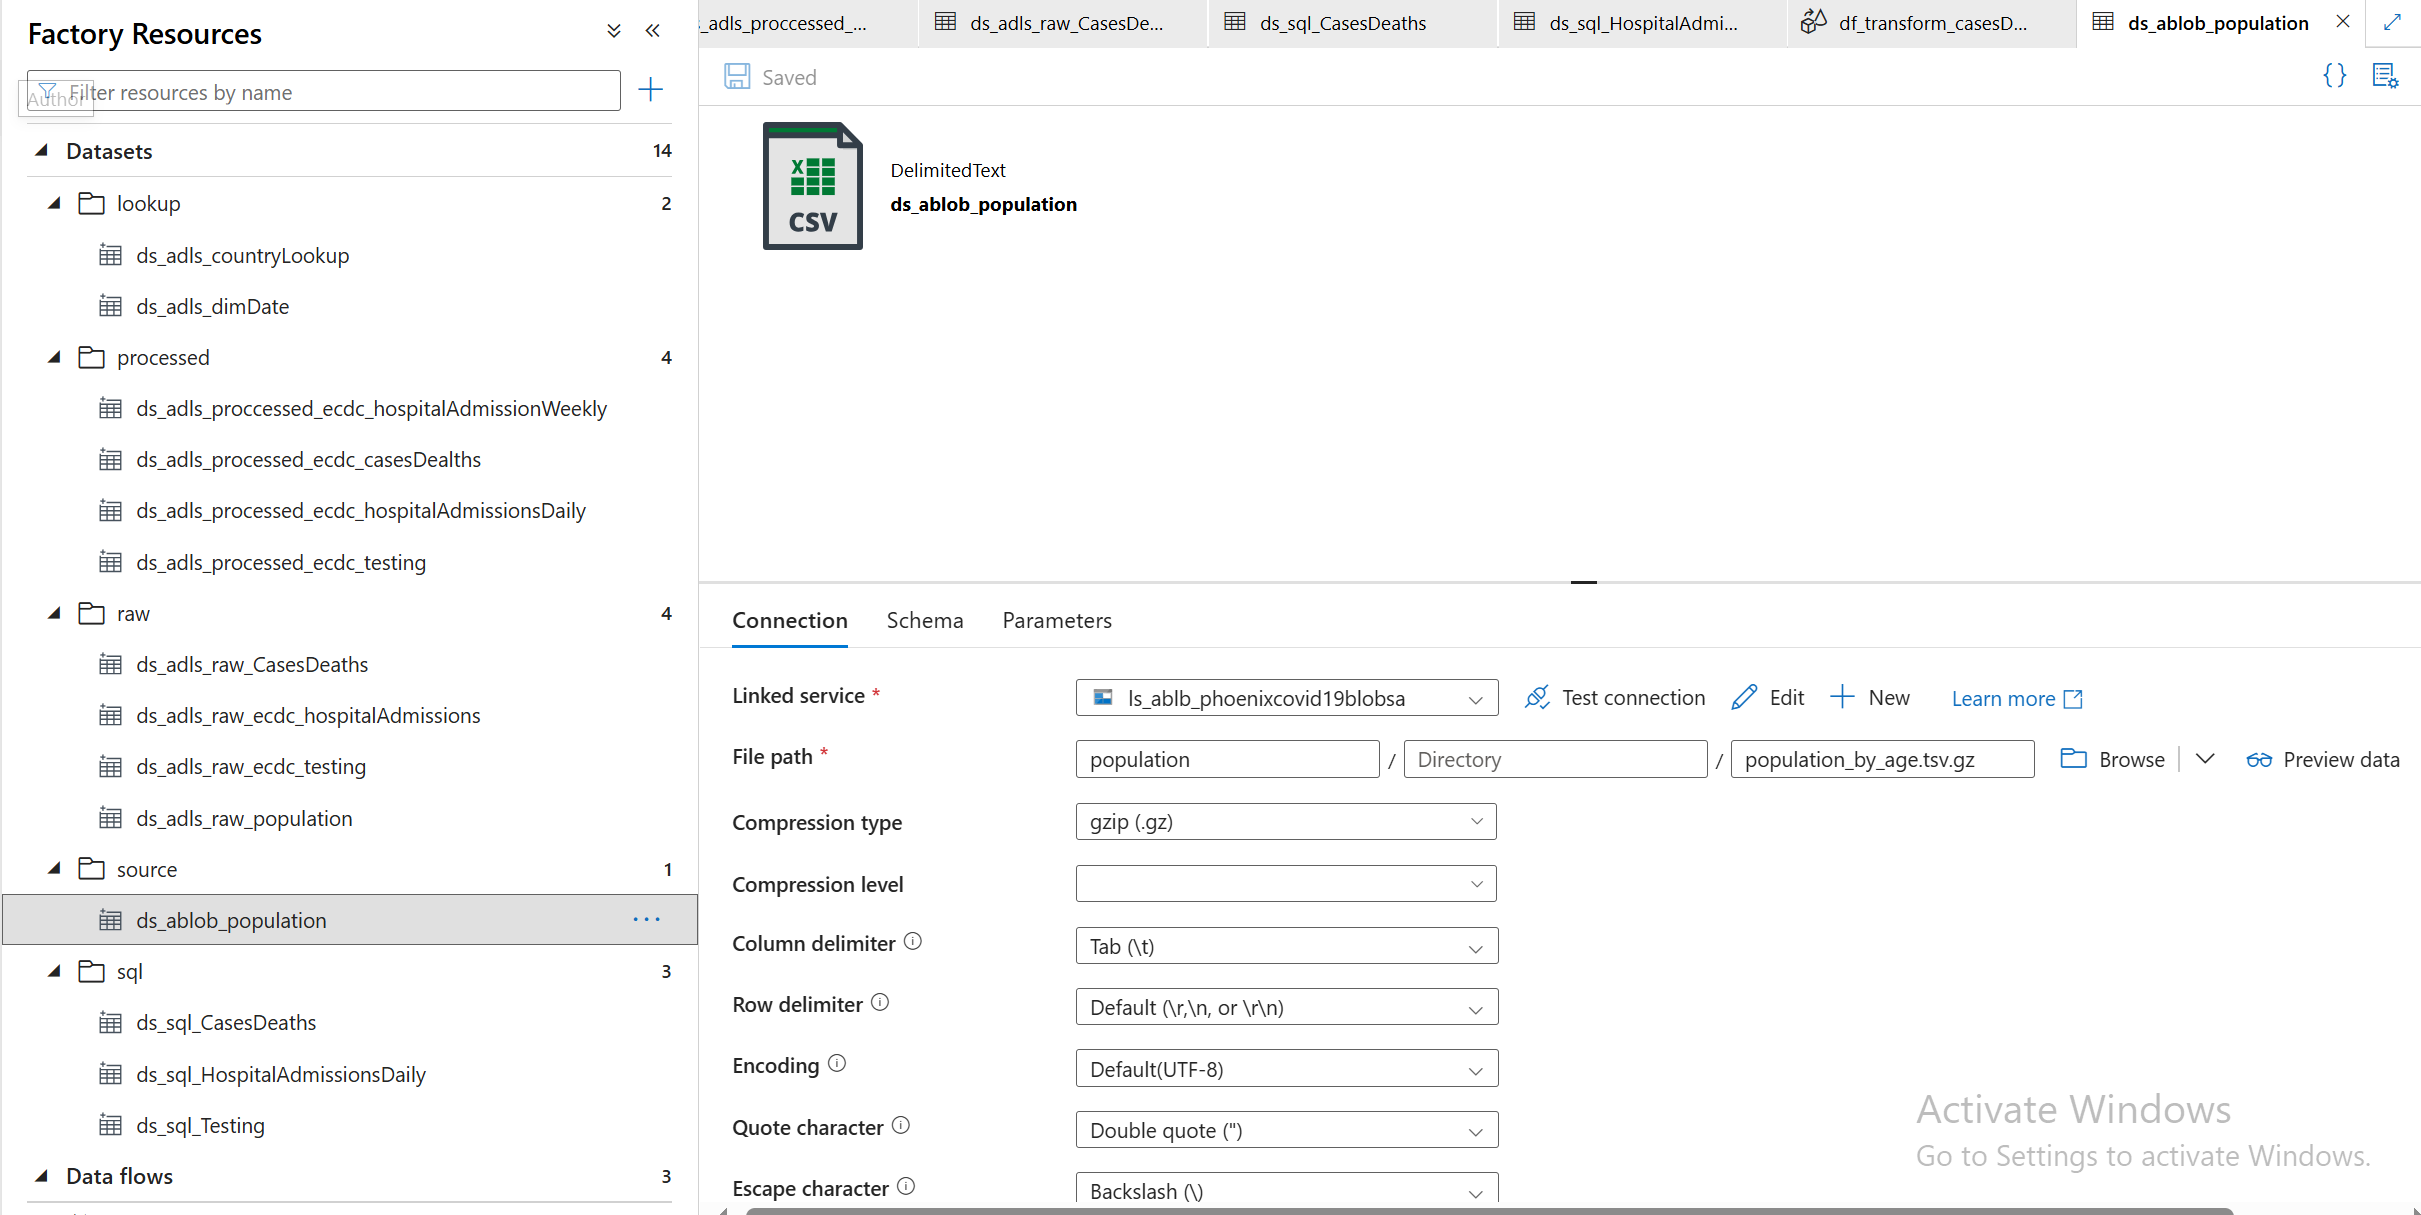 Factory Resources
Filter resources by name
Author
Datasets 14
lookup 2
ds_adls_countryLookup
ds_adls_dimDate
processed 4
ds_adls_proccessed_ecdc_hospitalAdmissionWeekly
ds_adls_processed_ecdc_casesDealths
ds_adls_processed_ecdc_hospitalAdmissionsDaily
ds_adls_processed_ecdc_testing
raw 4
ds_adls_raw_CasesDeaths
ds_adls_raw_ecdc_hospitalAdmissions
ds_adls_raw_ecdc_testing
ds_adls_raw_population
source 1
ds_ablob_population ...
sql 3
ds_sql_CasesDeaths
ds_sql_HospitalAdmissionsDaily
ds_sql_Testing
Data flows 3
s_adls_proccessed_... ds_adls_raw_CasesDe... ds_sql_CasesDeaths ds_sql_HospitalAdmi... df_transform_casesD... ds_ablob_population
Saved {}
X
CSV
DelimitedText
ds_ablob_population
Connection Schema Parameters
Linked service * ls_ablb_phoenixcovid19blobsa Test connection Edit New Learn more
File path * population / Directory / population_by_age.tsv.gz Browse Preview data
Compression type gzip (.gz)
Compression level
Column delimiter Tab (\t)
Row delimiter Default (\r,\n, or \r\n)
Encoding Default(UTF-8)
Quote character Double quote (")
Escape character Backslash (\)
Activate Windows
Go to Settings to activate Windows.